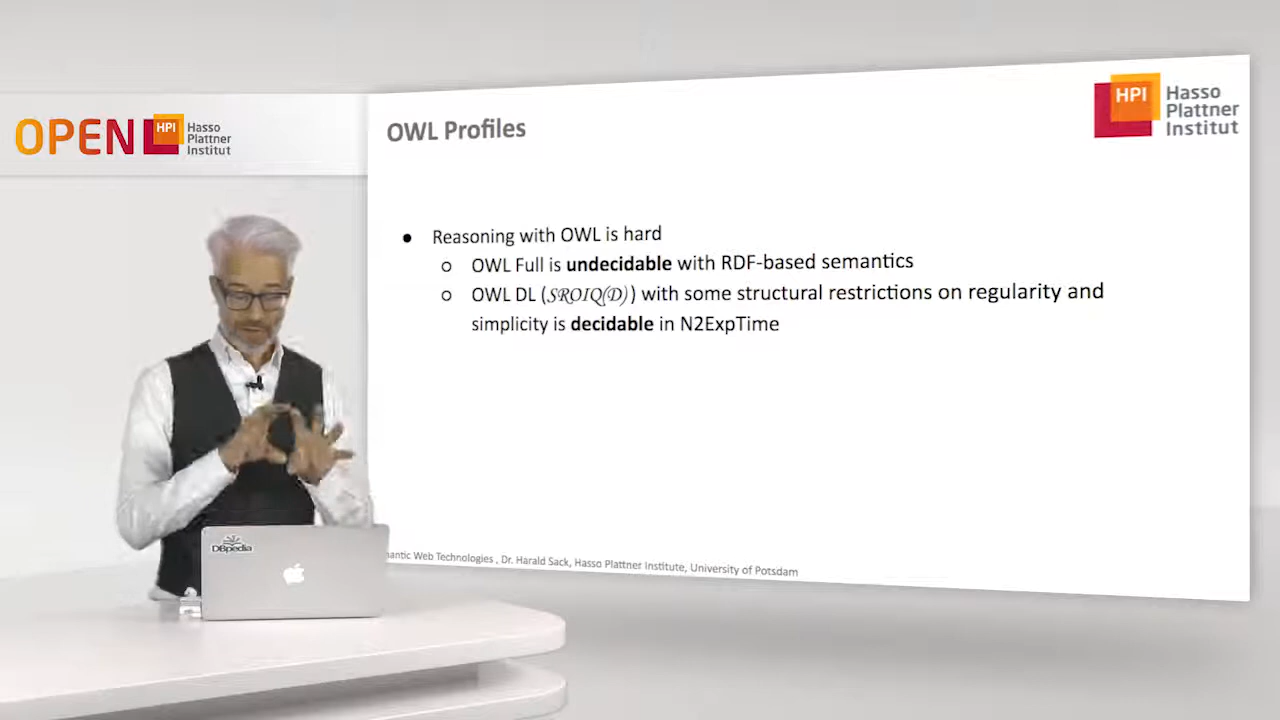 OPEN HPI Hasso Plattner Institut
OWL Profiles
HPI Hasso Plattner Institut
● Reasoning with OWL is hard
○ OWL Full is undecidable with RDF-based semantics
○ OWL DL (SROIQ(D)) with some structural restrictions on regularity and
simplicity is decidable in N2ExpTime
DBpedia
Web Technologies , Dr. Harald Sack, Hasso Plattner Institute, University of Potsdam